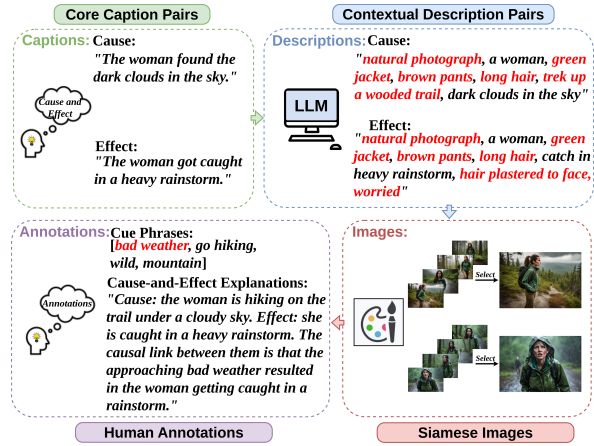 Core Caption Pairs
Captions: Cause:
"The woman found the
dark clouds in the sky."
Cause and
Effect
Effect:
"The woman got caught
in a heavy rainstorm."
Contextual Description Pairs
Descriptions: Cause:
"natural photograph, a woman, green
jacket, brown pants, long hair, trek up
a wooded trail, dark clouds in the sky"
LLM
Effect:
"natural photograph, a woman, green
jacket, brown pants, long hair, catch in
heavy rainstorm, hair plastered to face,
worried"
Images:
Select
Select
Siamese Images
Annotations: Cue Phrases:
[bad weather, go hiking,
wild, mountain]
Cause-and-Effect Explanations:
Annotations
"Cause: the woman is hiking on the
trail under a cloudy sky. Effect: she
is caught in a heavy rainstorm. The
causal link between them is that the
approaching bad weather resulted
in the woman getting caught in a
rainstorm."
Human Annotations